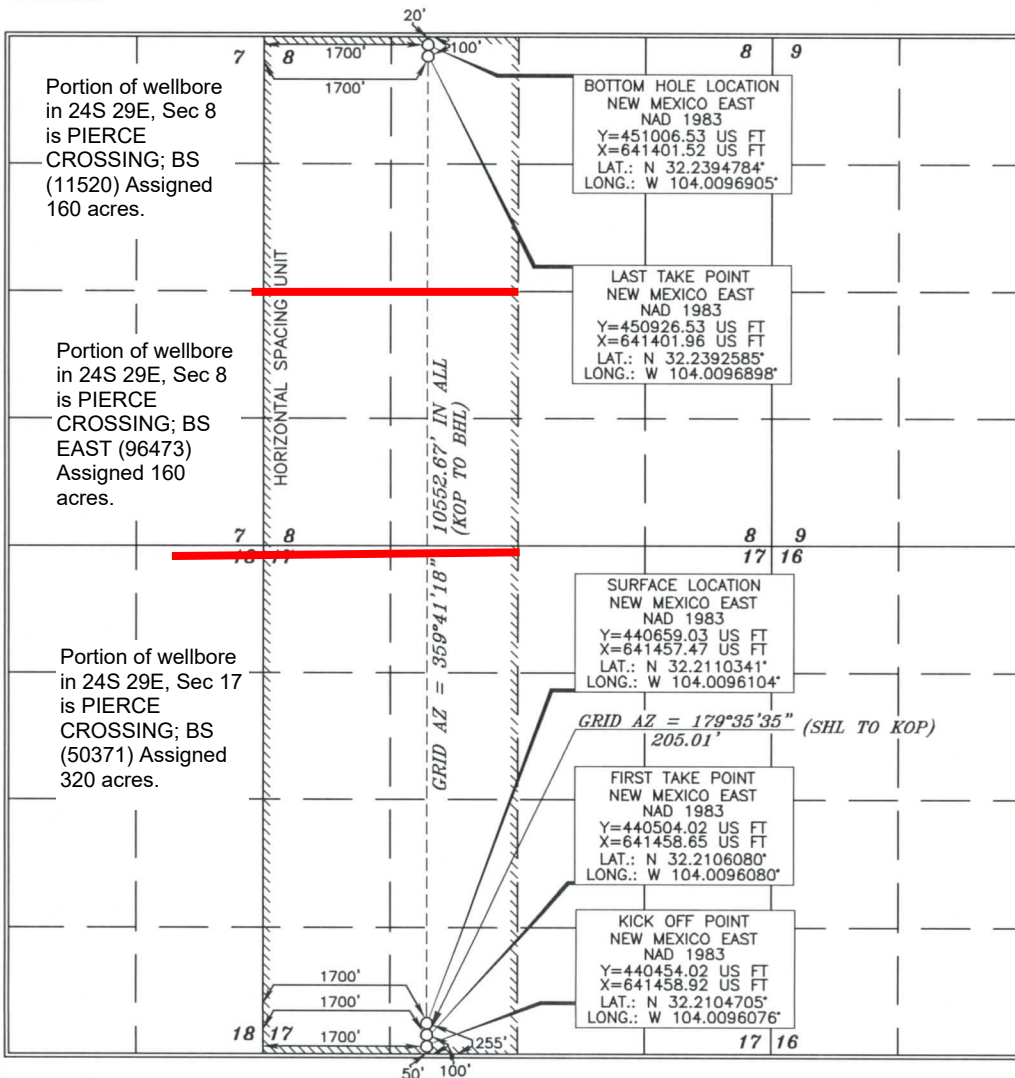 20'
1700'
100'
7 8
8 9
1700'
Portion of wellbore
in 24S 29E, Sec 8
is PIERCE
CROSSING; BS
(11520) Assigned
160 acres.
BOTTOM HOLE LOCATION
NEW MEXICO EAST
NAD 1983
Y=451006.53 US FT
X=641401.52 US FT
LAT.: N 32.2394784°
LONG.: W 104.0096905°
HORIZONTAL SPACING UNIT
LAST TAKE POINT
NEW MEXICO EAST
NAD 1983
Y=450926.53 US FT
X=641401.96 US FT
LAT.: N 32.2392585°
LONG.: W 104.0096898°
Portion of wellbore
in 24S 29E, Sec 8
is PIERCE
CROSSING; BS
EAST (96473)
Assigned 160
acres.
10552.67' IN ALL
(KOP TO BHL)
7 8
8 9
18 17
17 16
GRID AZ = 359°41'18"
Portion of wellbore
in 24S 29E, Sec 17
is PIERCE
CROSSING; BS
(50371) Assigned
320 acres.
SURFACE LOCATION
NEW MEXICO EAST
NAD 1983
Y=440659.03 US FT
X=641457.47 US FT
LAT.: N 32.2110341°
LONG.: W 104.0096104°
GRID AZ = 179°35'35" (SHL TO KOP)
205.01'
FIRST TAKE POINT
NEW MEXICO EAST
NAD 1983
Y=440504.02 US FT
X=641458.65 US FT
LAT.: N 32.2106080°
LONG.: W 104.0096080°
KICK OFF POINT
NEW MEXICO EAST
NAD 1983
Y=440454.02 US FT
X=641458.92 US FT
LAT.: N 32.2104705°
LONG.: W 104.0096076°
1700'
1700'
1700'
255'
18 17
17 16
50'
100'